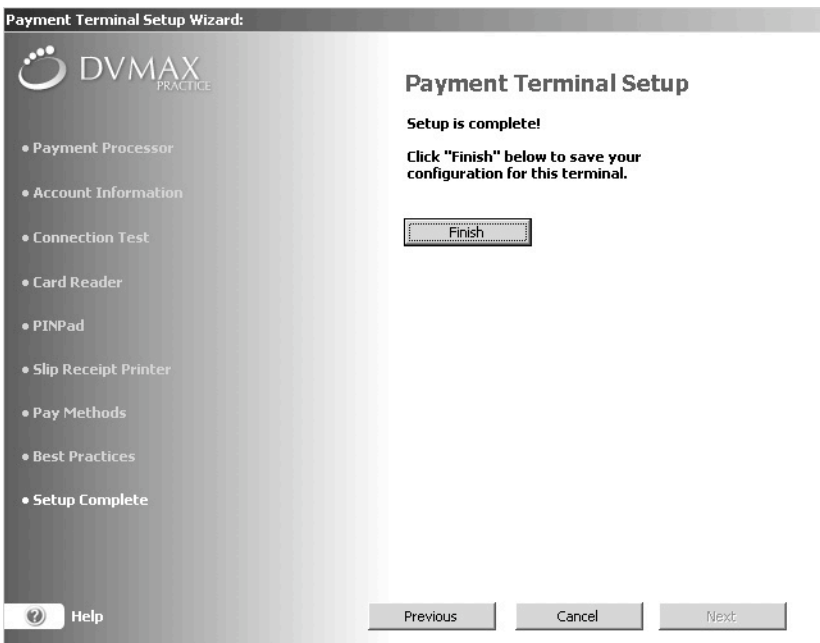 Payment Terminal Setup Wizard:
DVMAX
PRACTICE
• Payment Processor
• Account Information
• Connection Test
• Card Reader
• PINPad
• Slip Receipt Printer
• Pay Methods
• Best Practices
• Setup Complete
? Help
Payment Terminal Setup
Setup is complete!
Click "Finish" below to save your
configuration for this terminal.
Finish
Previous
Cancel
Next